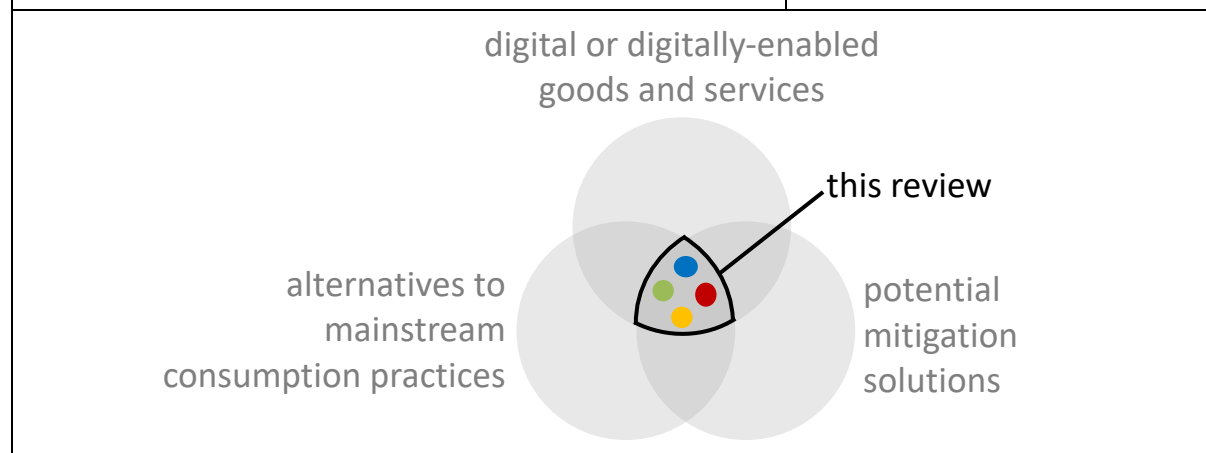 digital or digitally-enabled
goods and services
this review
alternatives to
mainstream
consumption practices
potential
mitigation
solutions